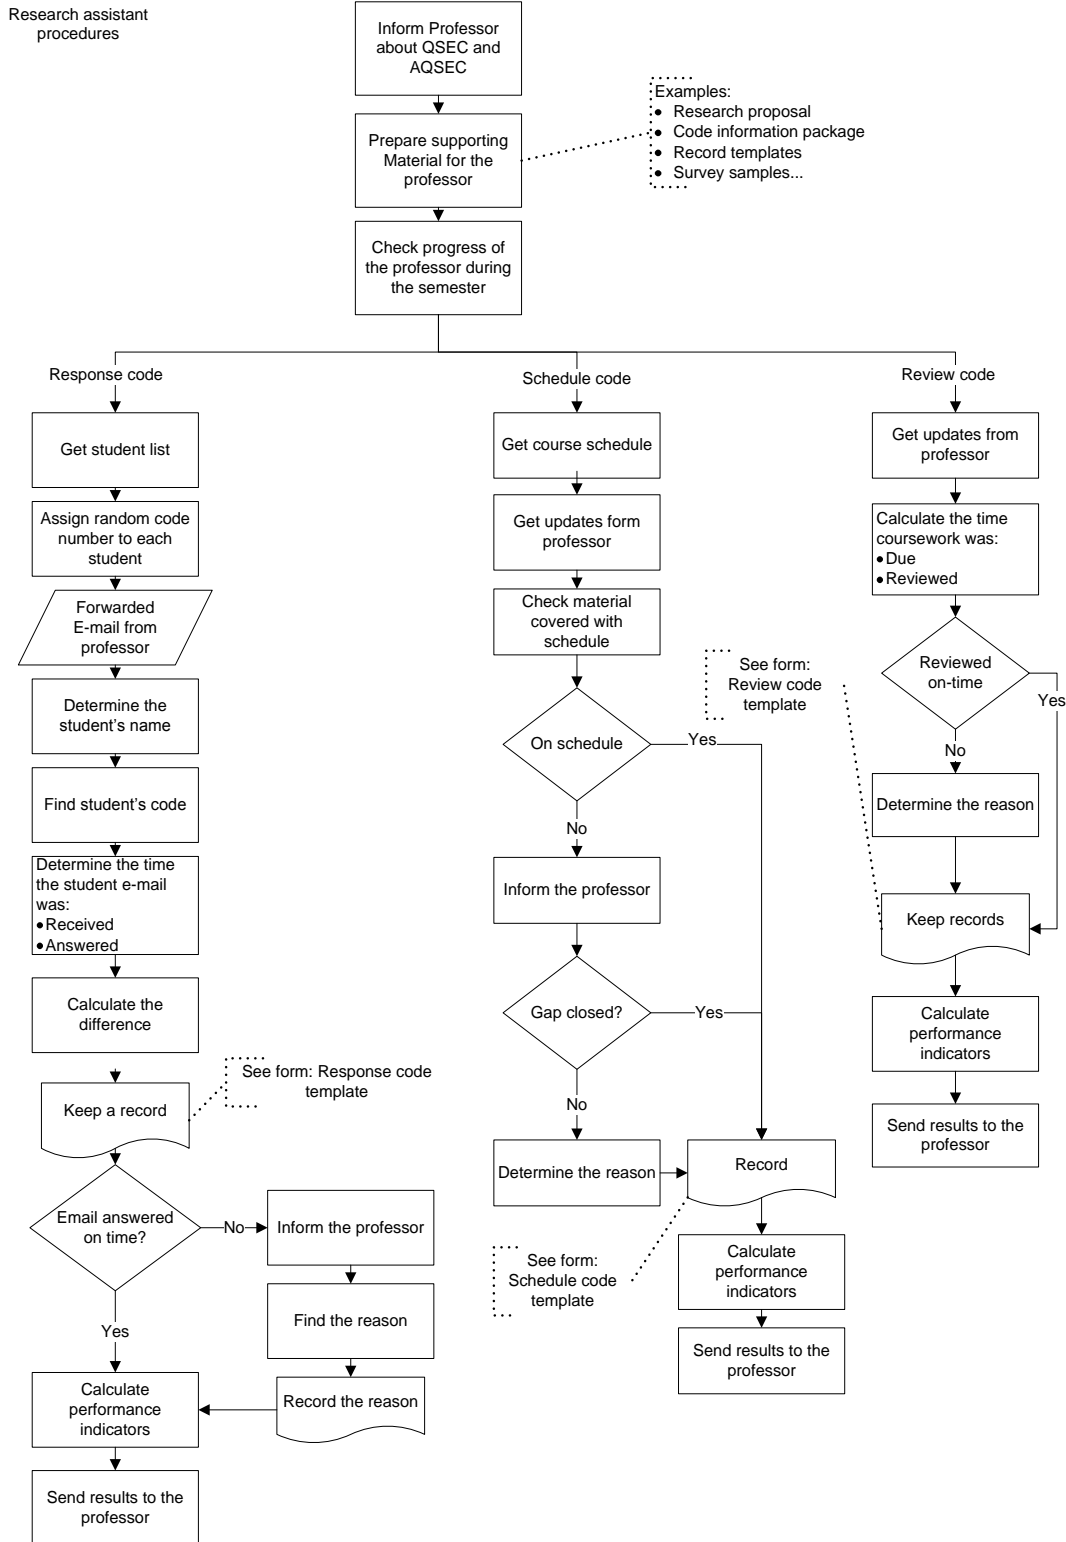 Research assistant
procedures
Inform Professor
about QSEC and
AQSEC
Prepare supporting
Material for the
professor
Examples:
● Research proposal
● Code information package
● Record templates
● Survey samples...
Check progress of
the professor during
the semester
Response code
Get student list
Assign random code
number to each
student
Forwarded
E-mail from
professor
Determine the
student’s name
Find student’s code
Determine the time
the student e-mail
was:
●Received
●Answered
Calculate the
difference
Keep a record
See form: Response code
template
Email answered
on time?
No
Inform the professor
Find the reason
Record the reason
Yes
Calculate
performance
indicators
Send results to the
professor
Schedule code
Get course schedule
Get updates form
professor
Check material
covered with
schedule
On schedule
Yes
No
Inform the professor
Gap closed?
Yes
No
Determine the reason
Record
See form:
Schedule code
template
Calculate
performance
indicators
Send results to the
professor
Review code
Get updates from
professor
Calculate the time
coursework was:
●Due
●Reviewed
Reviewed
on-time
Yes
No
Determine the reason
See form:
Review code
template
Keep records
Calculate
performance
indicators
Send results to the
professor